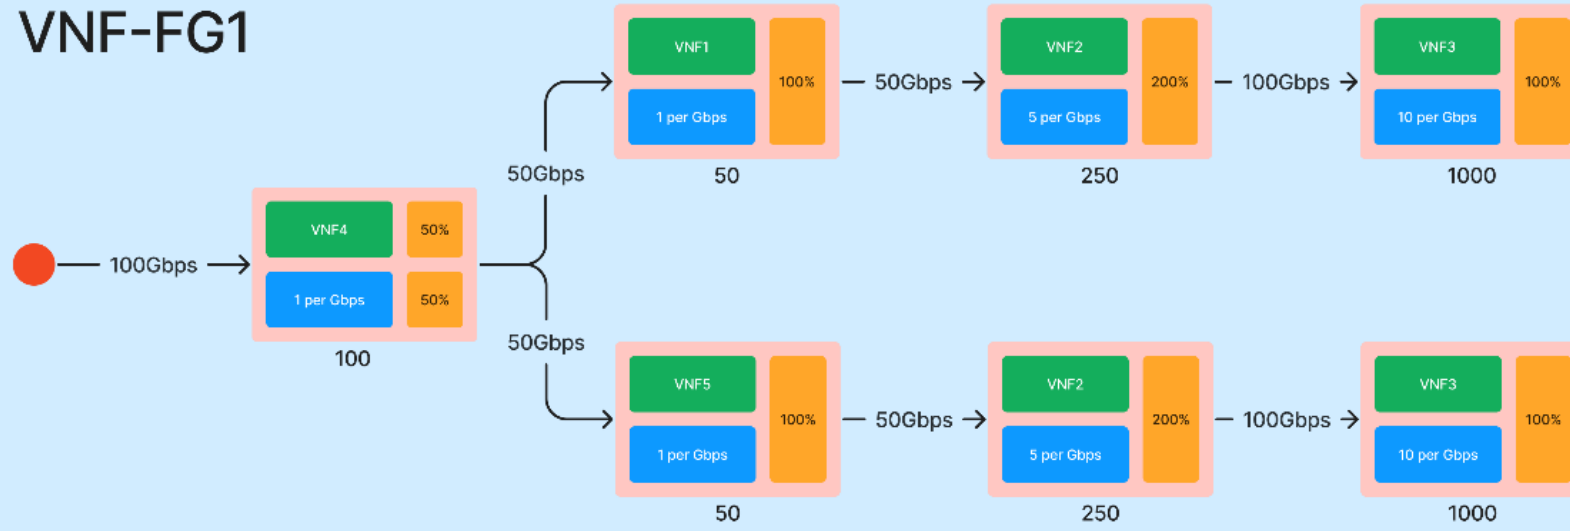 VNF-FG1
VNF1
1 per Gbps
100%
50
50Gbps
VNF2
5 per Gbps
200%
250
100Gbps
VNF3
10 per Gbps
100%
1000
50Gbps
100Gbps
VNF4
1 per Gbps
50%
50%
100
50Gbps
VNF5
1 per Gbps
100%
50
50Gbps
VNF2
5 per Gbps
200%
250
100Gbps
VNF3
10 per Gbps
100%
1000